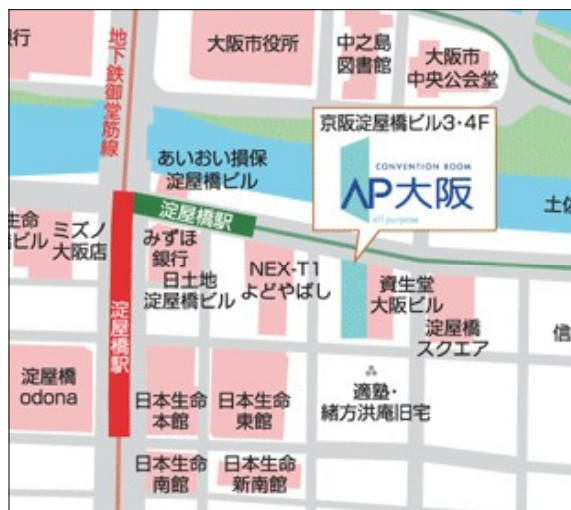 銀行
大阪市役所
中之島
図書館
大阪市
中央公会堂
地下鉄御堂筋線
京阪淀屋橋ビル3・4F
CONVENTION ROOM
AP大阪
all purpose
あいおい損保
淀屋橋ビル
淀屋橋駅
土佐
生命
橋ビル
ミズノ
大阪店
みずほ
銀行
日土地
淀屋橋ビル
NEX-T1
よどやばし
資生堂
大阪ビル
淀屋橋
スクエア
信
淀屋橋駅
淀屋橋
odona
日本生命
本館
日本生命
東館
適塾・
緒方洪庵旧宅
日本生命
南館
日本生命
新南館